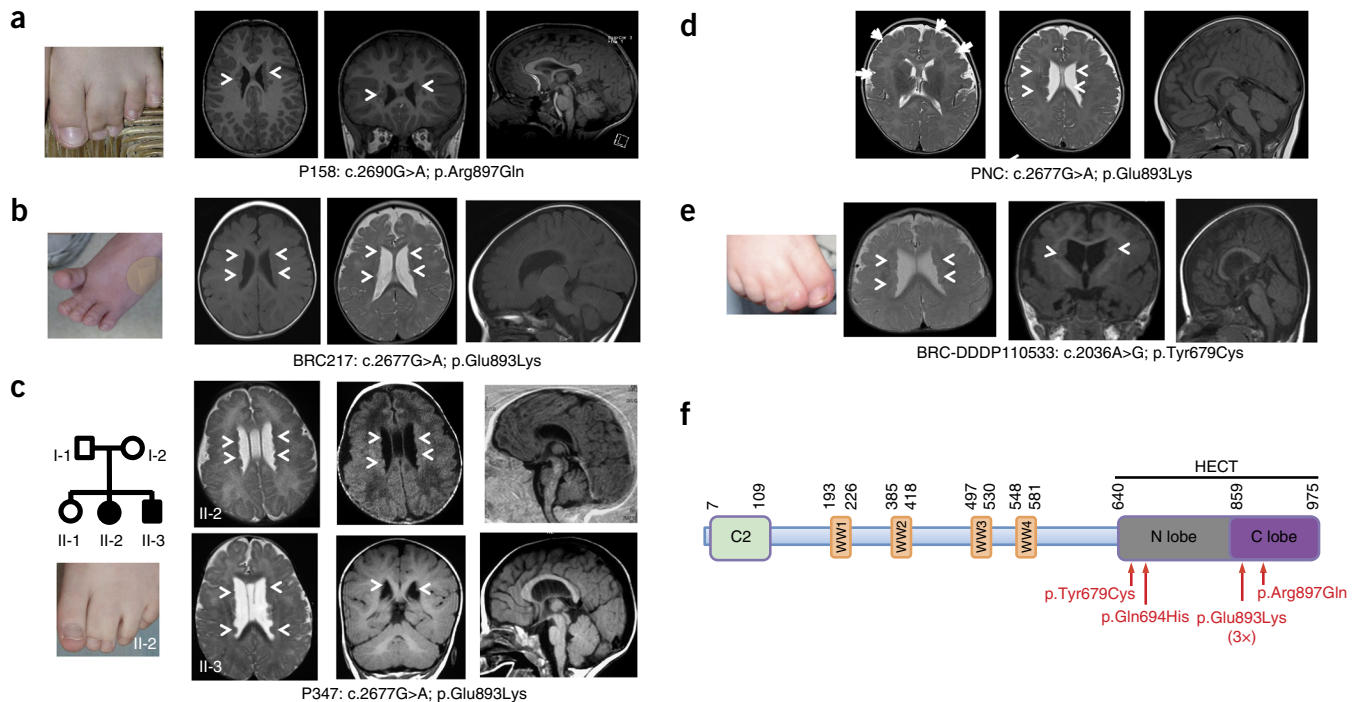 a
P158: c.2690G>A; p.Arg897Gln
b
BRC217: c.2677G>A; p.Glu893Lys
c
I-1
I-2
II-1
II-2
II-3
II-2
II-2
II-3
P347: c.2677G>A; p.Glu893Lys
d
PNC: c.2677G>A; p.Glu893Lys
e
BRC-DDDP110533: c.2036A>G; p.Tyr679Cys
f
HECT
7
109
193
226
385
418
497
530
548
581
640
859
975
C2
WW1
WW2
WW3
WW4
N lobe
C lobe
p.Tyr679Cys
p.Gln694His
p.Glu893Lys
(3×)
p.Arg897Gln